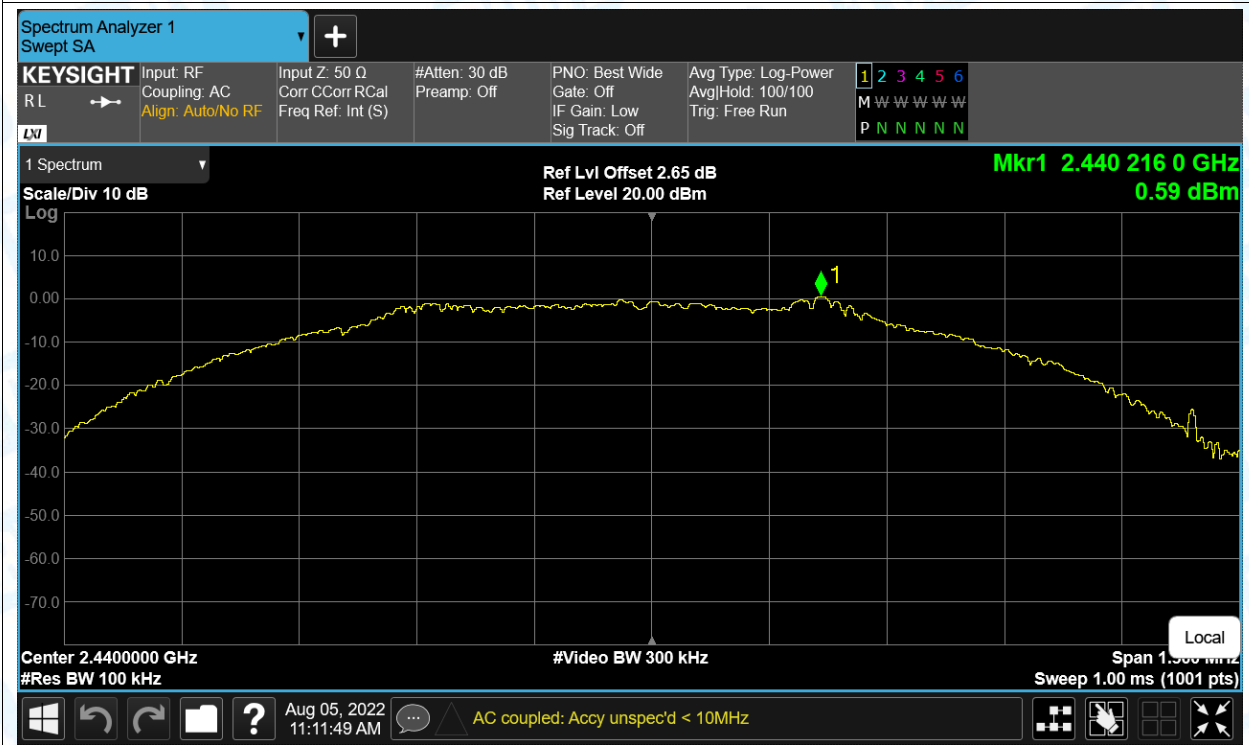 Spectrum Analyzer 1
Swept SA
KEYSIGHT
R L
LXI
Input: RF
Coupling: AC
Align: Auto/No RF
Input Z: 50 Ω
Corr CCorr RCal
Freq Ref: Int (S)
#Atten: 30 dB
Preamp: Off
PNO: Best Wide
Gate: Off
IF Gain: Low
Sig Track: Off
Avg Type: Log-Power
Avg|Hold: 100/100
Trig: Free Run
1 2 3 4 5 6
M W W W W W
P N N N N N
1 Spectrum
Scale/Div 10 dB
Log
Ref Lvl Offset 2.65 dB
Ref Level 20.00 dBm
Mkr1 2.440 216 0 GHz
0.59 dBm
1
10.0
0.00
-10.0
-20.0
-30.0
-40.0
-50.0
-60.0
-70.0
Local
Center 2.4400000 GHz
#Video BW 300 kHz
Span
#Res BW 100 kHz
Sweep 1.00 ms (1001 pts)
?
Aug 05, 2022
11:11:49 AM
AC coupled: Accy unspec'd < 10MHz